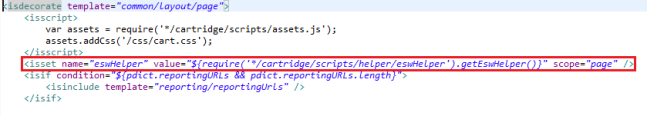 <isdecorate template="common/layout/page">
<isscript>
var assets = require('*/cartridge/scripts/assets.js');
assets.addCss('/css/cart.css');
</isscript>
<isset name="eswHelper" value="${require('*/cartridge/scripts/helper/eswHelper').getEswHelper()}" scope="page" />
<isif condition="${pdict.reportingURLs && pdict.reportingURLs.length}">
<isinclude template="reporting/reportingUrls" />
</isif>